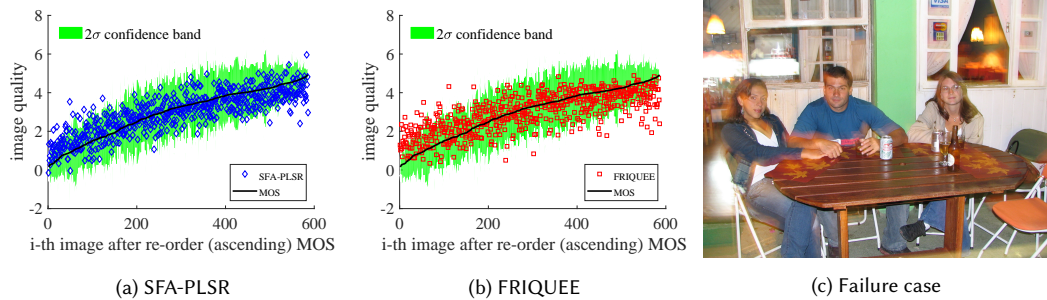 8
6
4
2
0
-2
0 200 400 600
image quality
2σ confidence band
SFA-PLSR
MOS
i-th image after re-order (ascending) MOS
(a) SFA-PLSR
8
6
4
2
0
-2
0 200 400 600
image quality
2σ confidence band
FRIQUEE
MOS
i-th image after re-order (ascending) MOS
(b) FRIQUEE
(c) Failure case